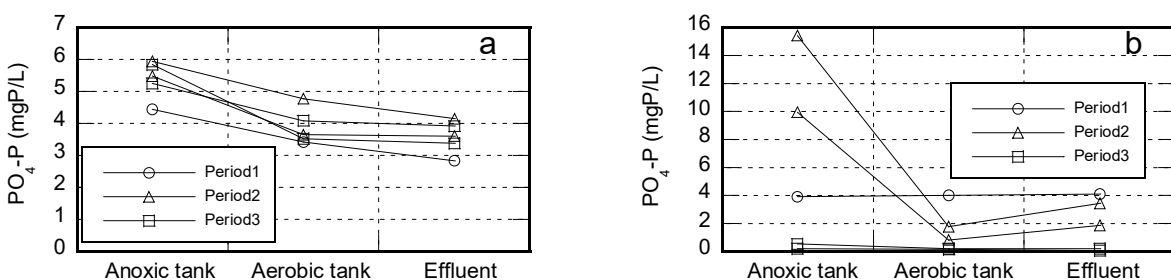 7
6
5
4
3
2
1
0
PO4-P (mgP/L)
a
Period1
Period2
Period3
Anoxic tank
Aerobic tank
Effluent
16
14
12
10
8
6
4
2
0
PO4-P (mgP/L)
b
Period1
Period2
Period3
Anoxic tank
Aerobic tank
Effluent